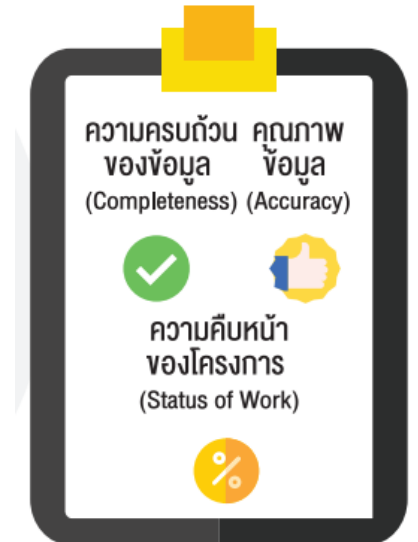 ความครบถ้วน
ของข้อมูล
(Completeness)
คุณภาพ
ข้อมูล
(Accuracy)
ความคืบหน้า
ของโครงการ
(Status of Work)
%